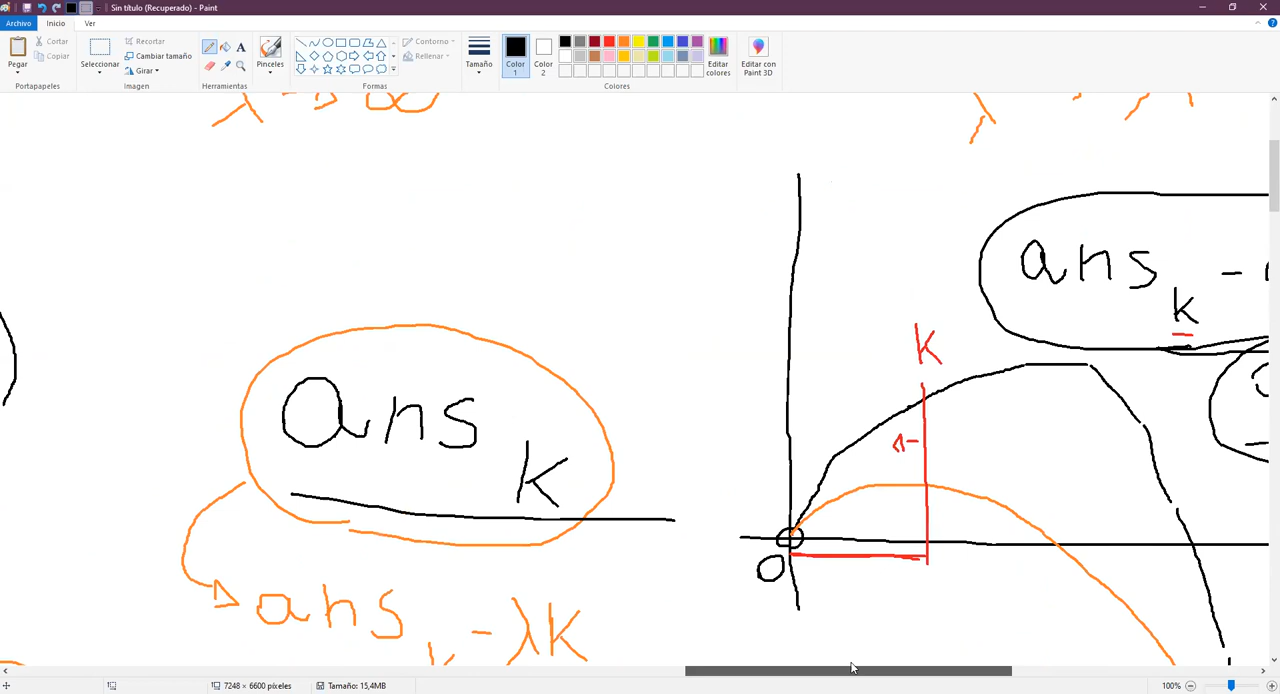 Sin título (Recuperado) - Paint
Archivo Inicio Ver
Pegar
Cortar
Copiar
Portapapeles
Seleccionar
Recortar
Cambiar tamaño
Girar
Imagen
A
Herramientas
Pinceles
Contorno
Rellenar
Formas
Tamaño
Color 1
Color 2
Editar colores
Editar con Paint 3D
Colores
λ → ∞
λ
ans k -
K
ans k
0
ans k - λk
7248 × 6600 píxeles
Tamaño: 15,4MB
100%